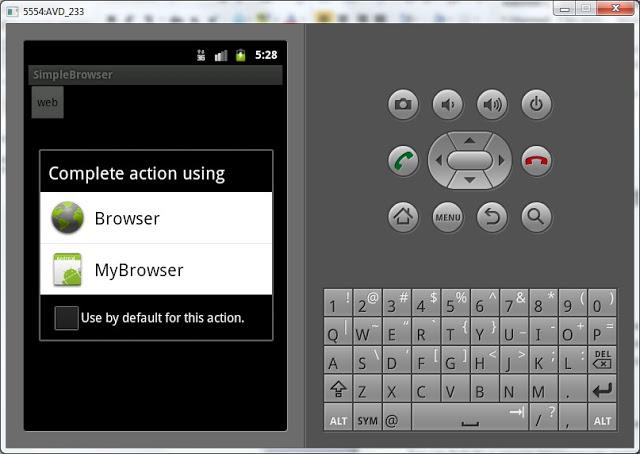 5554:AVD_233
3G 5:28
SimpleBrowser
web
Complete action using
Browser
MyBrowser
Use by default for this action.
MENU
1 ! 2 @ 3 # 4 $ 5 % 6 ^ 7 & 8 * 9 ( 0 )
Q | W ~ E " R ` T { Y } U _ I - O + P =
A S \ D ' F [ G ] H < J > K ; L : DEL
Z X C V B N M .
ALT SYM @ / ? , ALT